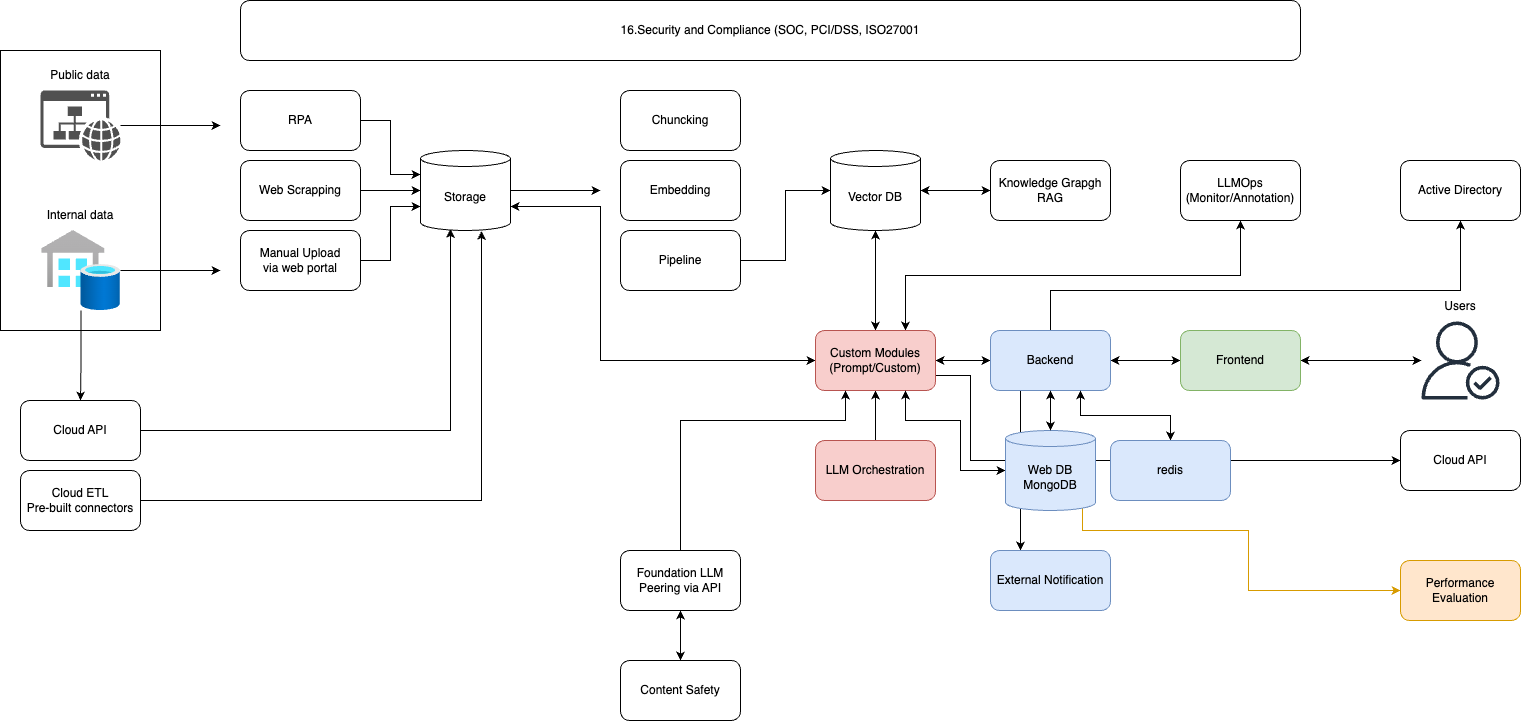 16.Security and Compliance (SOC, PCI/DSS, ISO27001
Public data
Internal data
RPA
Web Scrapping
Manual Upload
via web portal
Storage
Chuncking
Embedding
Pipeline
Vector DB
Knowledge Grapgh
RAG
LLMOps
(Monitor/Annotation)
Active Directory
Users
Custom Modules
(Prompt/Custom)
Backend
Frontend
Cloud API
Cloud ETL
Pre-built connectors
LLM Orchestration
Web DB
MongoDB
redis
Cloud API
Foundation LLM
Peering via API
External Notification
Performance
Evaluation
Content Safety